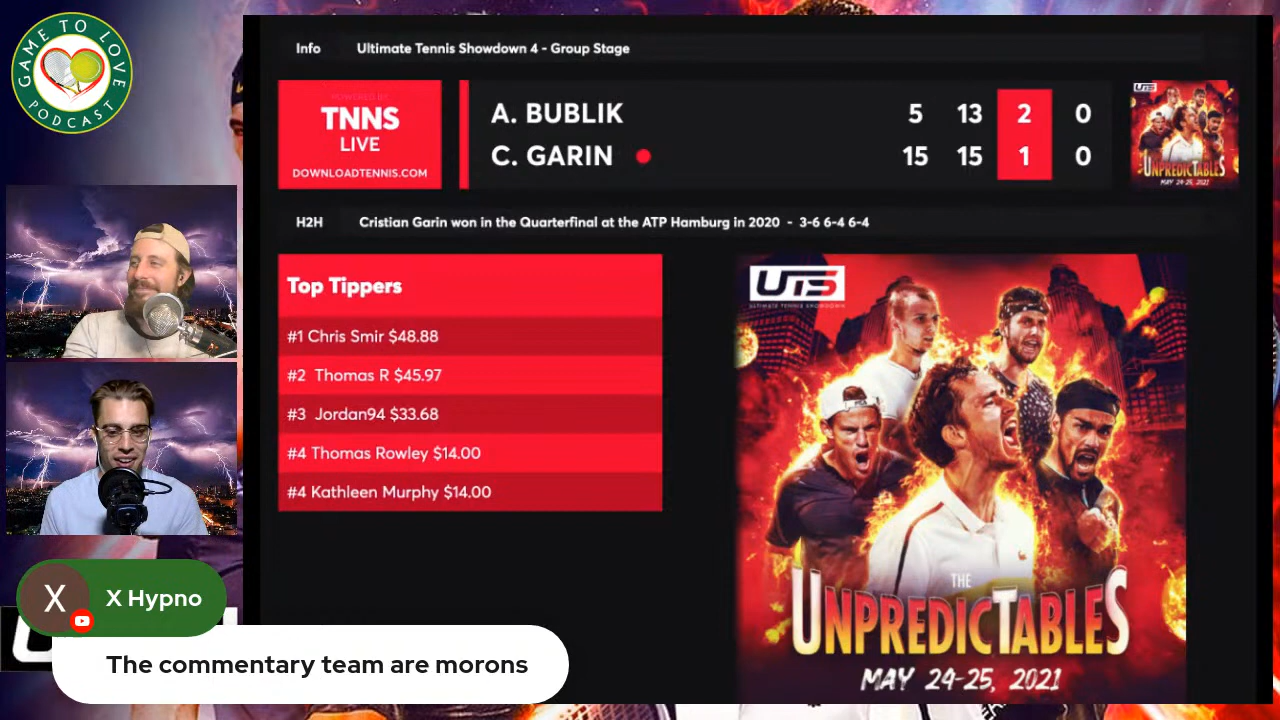 GAME TO LOVE
PODCAST
Info Ultimate Tennis Showdown 4 - Group Stage
POWERED BY
TNNS
LIVE
DOWNLOADTENNIS.COM
A. BUBLIK 5 13 2 0
C. GARIN 15 15 1 0
UTS
UNPREDICTABLES
MAY 24-25, 2021
H2H Cristian Garin won in the Quarterfinal at the ATP Hamburg in 2020 - 3-6 6-4 6-4
Top Tippers
#1 Chris Smir $48.88
#2 Thomas R $45.97
#3 Jordan94 $33.68
#4 Thomas Rowley $14.00
#4 Kathleen Murphy $14.00
UTS
ULTIMATE TENNIS SHOWDOWN
THE
UNPREDICTABLES
MAY 24-25, 2021
X X Hypno
The commentary team are morons